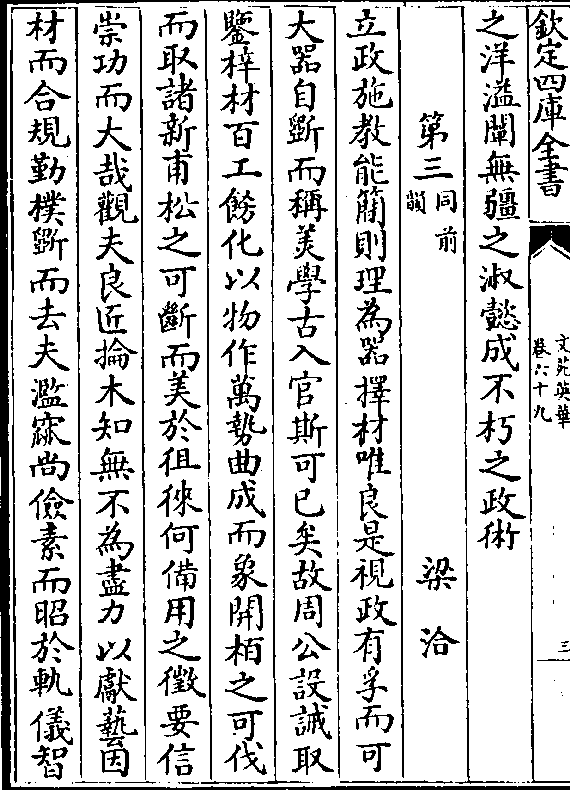 欽定四庫全書
文苑英華
卷六十九
三
之洋溢闡無疆之淑懿成不朽之政術
第三 同前韻 梁洽
立政施教能簡則理為器擇材唯良是視政有孚而可
大器自斲而稱美學古入官斯可已矣故周公設誡取
鑒梓材百工餝化以物作萬勢曲成而象開栢之可伐
而取諸新甫松之可斷而美於徂徠何備用之徵要信
崇功而大哉觀夫良匠掄木知無不為盡力以獻藝因
材而合規勤樸斲而去夫濫窳尚儉素而昭於軌儀智